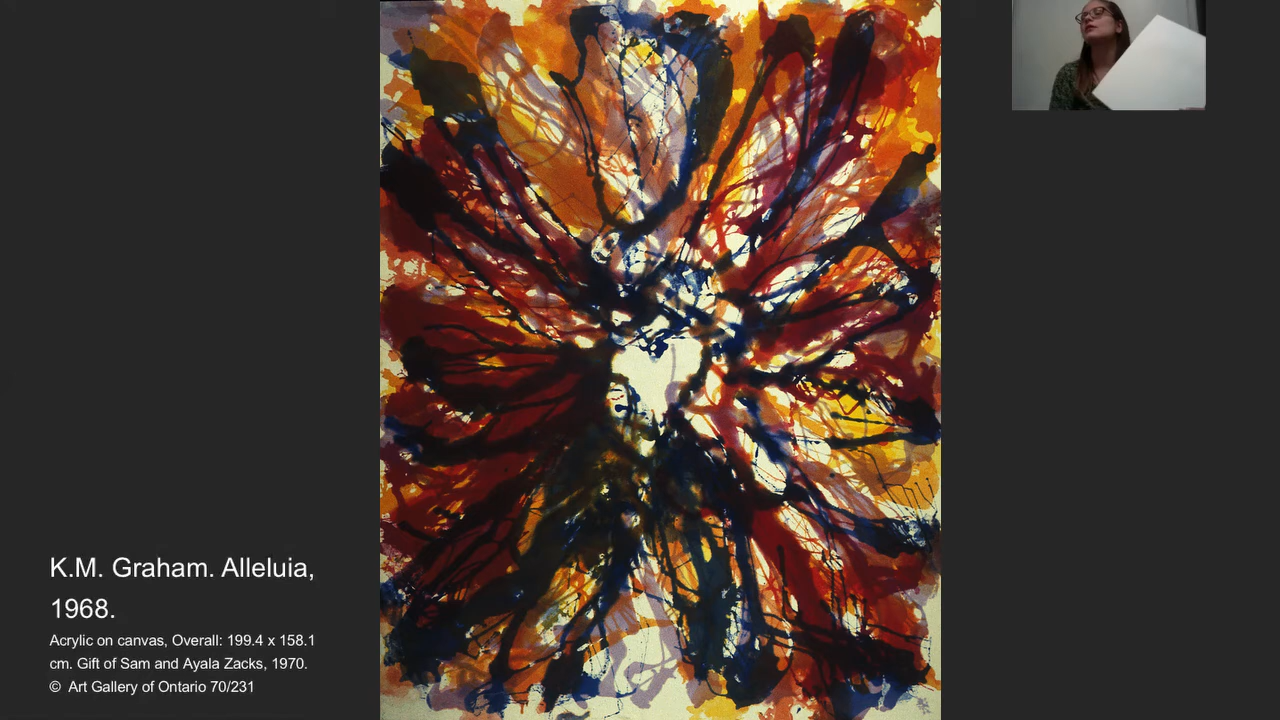 K.M. Graham. Alleluia,
1968.
Acrylic on canvas, Overall: 199.4 x 158.1
cm. Gift of Sam and Ayala Zacks, 1970.
© Art Gallery of Ontario 70/231